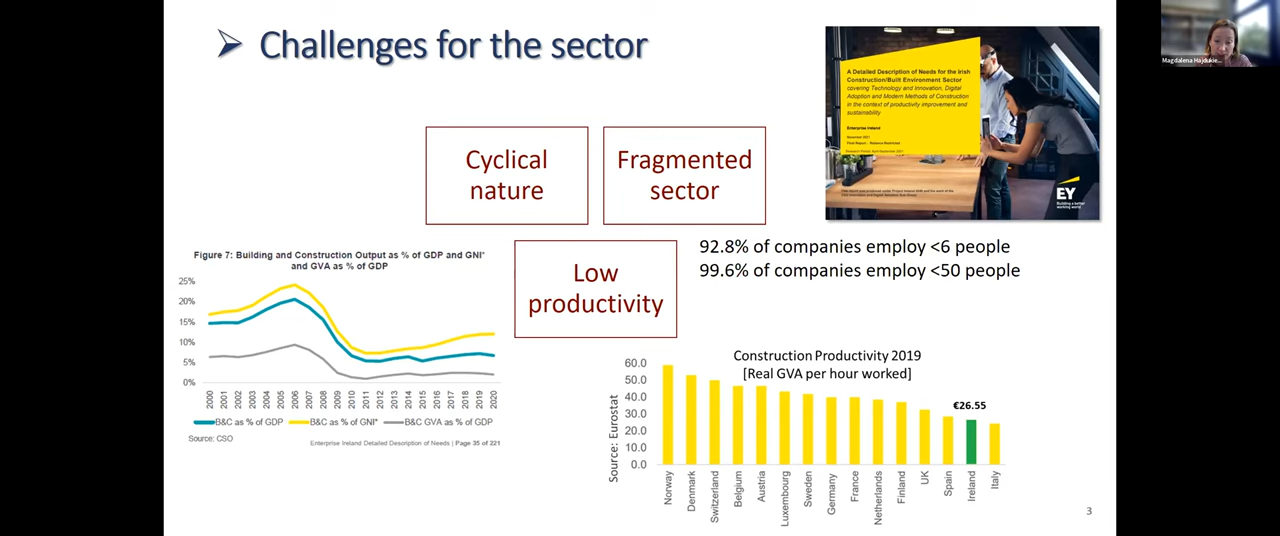 Challenges for the sector
Magdalena Hajdukie...
A Detailed Description of Needs for the Irish
Construction/Built Environment Sector
covering Technology and Innovation, Digital
Adoption and Modern Methods of Construction
in the context of productivity improvement and
sustainability
Enterprise Ireland
November 2021
EY
Building a better
working world
Cyclical
nature
Fragmented
sector
Low
productivity
92.8% of companies employ <6 people
99.6% of companies employ <50 people
Figure 7: Building and Construction Output as % of GDP and GNI*
and GVA as % of GDP
25%
20%
15%
10%
5%
0%
2000
2001
2002
2003
2004
2005
2006
2007
2008
2009
2010
2011
2012
2013
2014
2015
2016
2017
2018
2019
2020
B&C as % of GDP
B&C as % of GNI*
B&C GVA as % of GDP
Source: CSO
Enterprise Ireland Detailed Description of Needs | Page 35 of 221
Construction Productivity 2019
[Real GVA per hour worked]
€26.55
Source: Eurostat
60.0
50.0
40.0
30.0
20.0
10.0
0.0
Norway
Denmark
Switzerland
Belgium
Austria
Luxembourg
Sweden
Germany
France
Netherlands
Finland
UK
Spain
Ireland
Italy
3